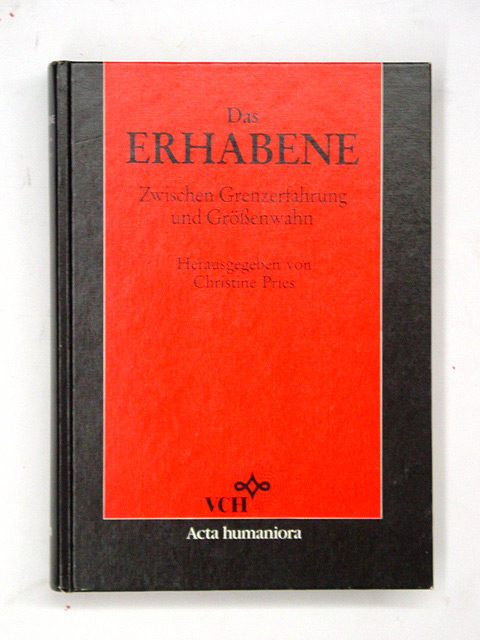 Das
ERHABENE
Zwischen Grenzerfahrung
und Größenwahn
Herausgegeben von
Christine Pries
VCH
Acta humaniora